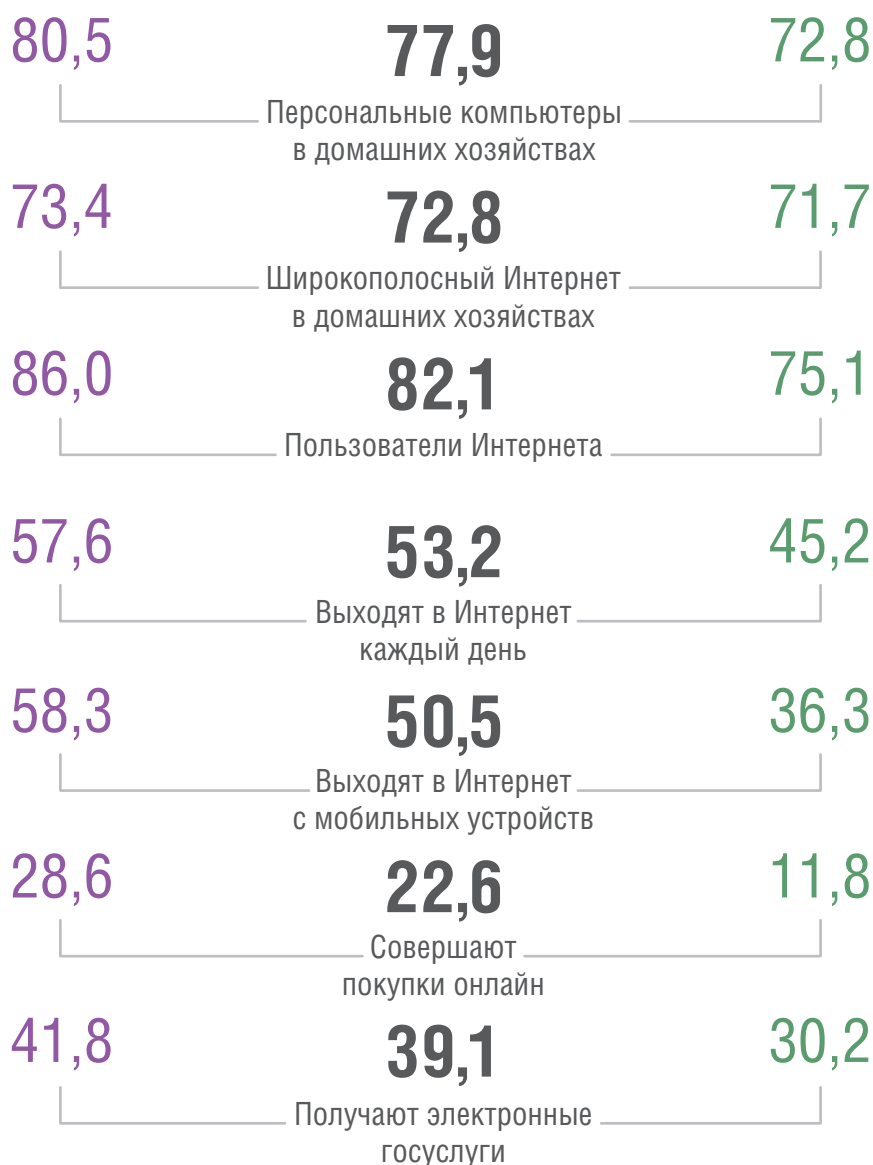 80,5 77,9 72,8
Персональные компьютеры
в домашних хозяйствах
73,4 72,8 71,7
Широкополосный Интернет
в домашних хозяйствах
86,0 82,1 75,1
Пользователи Интернета
57,6 53,2 45,2
Выходят в Интернет
каждый день
58,3 50,5 36,3
Выходят в Интернет
с мобильных устройств
28,6 22,6 11,8
Совершают
покупки онлайн
41,8 39,1 30,2
Получают электронные
госуслуги